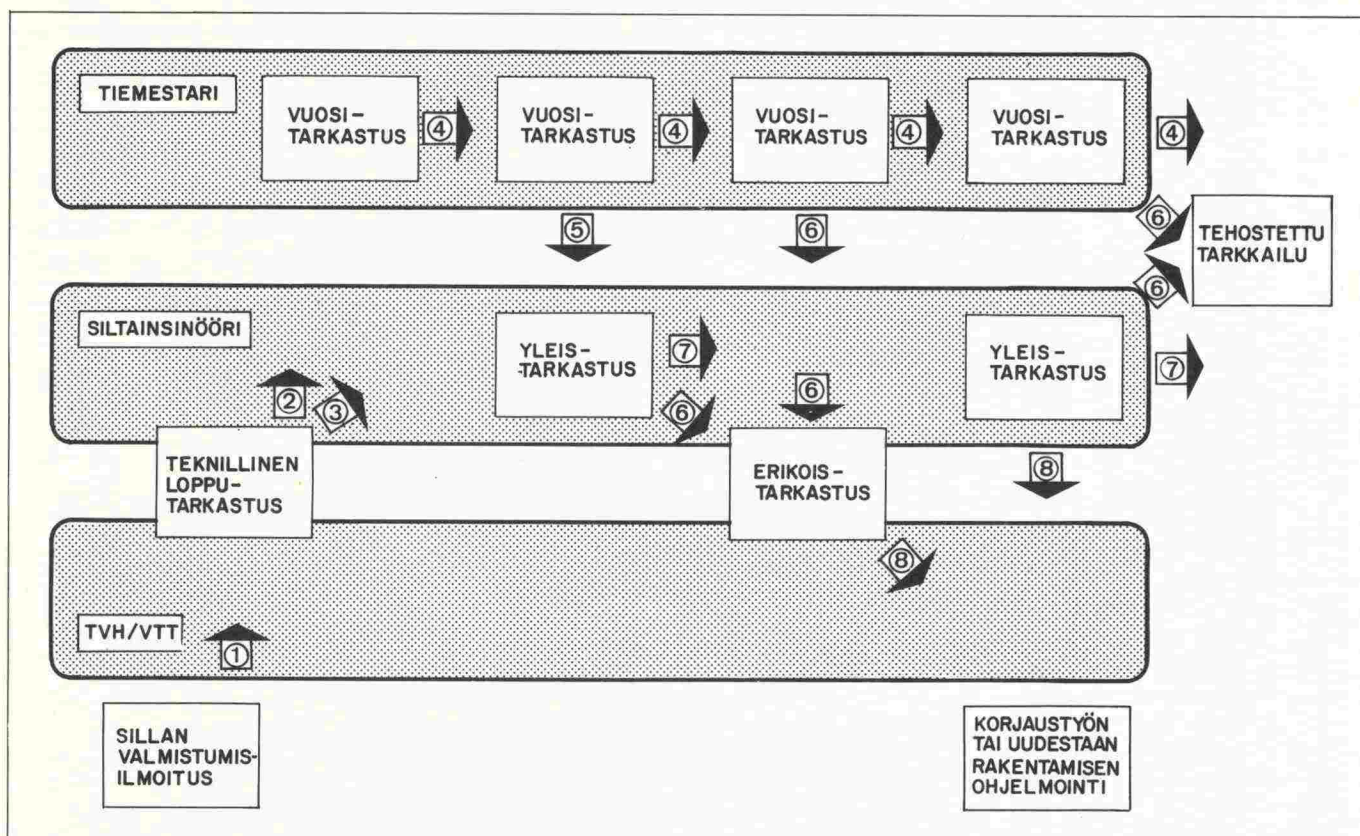 TIEMESTARI
VUOSI-
TARKASTUS
④
VUOSI-
TARKASTUS
④
VUOSI-
TARKASTUS
④
VUOSI-
TARKASTUS
④
⑤
⑥
⑥
TEHOSTETTU
TARKKAILU
⑥
SILTAINSINÖÖRI
②
③
YLEIS-
-TARKASTUS
⑦
⑥
⑥
YLEIS-
TARKASTUS
⑦
TEKNILLINEN
LOPPU-
TARKASTUS
ERIKOIS-
TARKASTUS
⑧
⑧
TVH/VTT
①
SILLAN
VALMISTUMIS-
ILMOITUS
KORJAUSTYÖN
TAI UUDESTAAN
RAKENTAMISEN
OHJELMOINTI